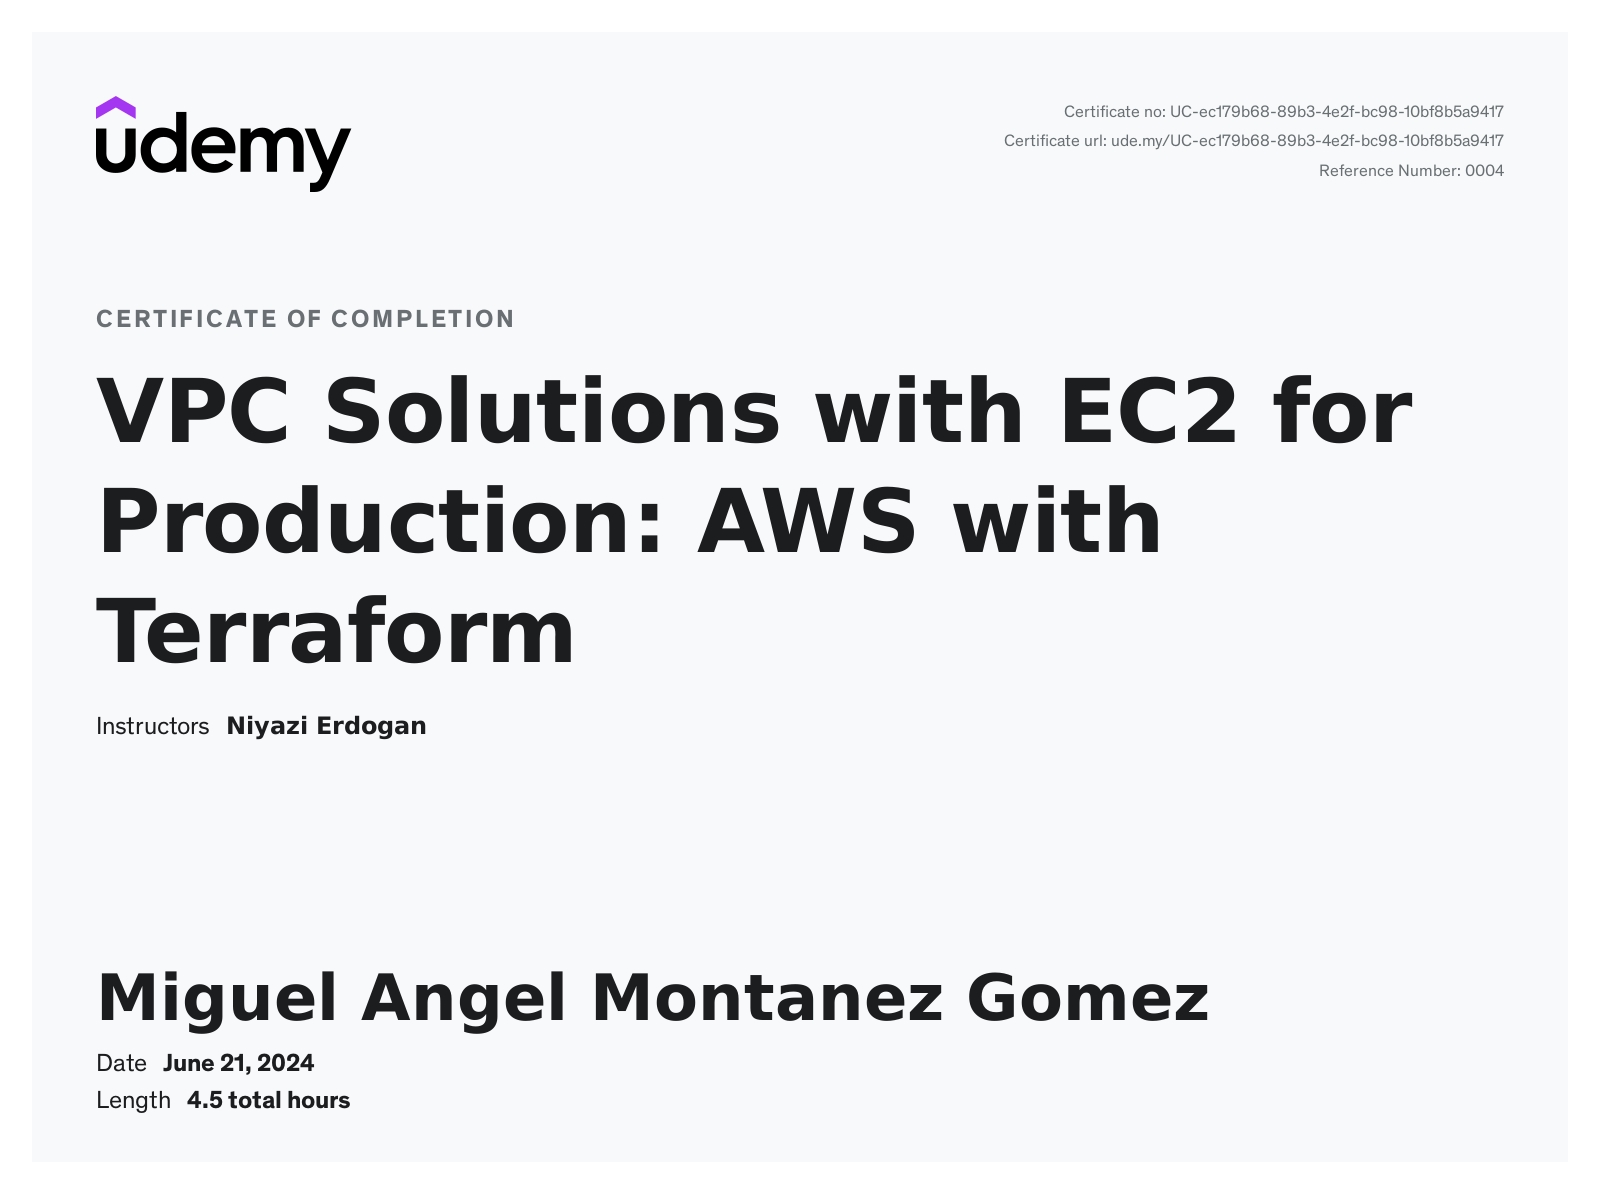 udemy
Certificate no: UC-ec179b68-89b3-4e2f-bc98-10bf8b5a9417
Certificate url: ude.my/UC-ec179b68-89b3-4e2f-bc98-10bf8b5a9417
Reference Number: 0004
CERTIFICATE OF COMPLETION
VPC Solutions with EC2 for
Production: AWS with
Terraform
Instructors Niyazi Erdogan
Miguel Angel Montanez Gomez
Date June 21, 2024
Length 4.5 total hours